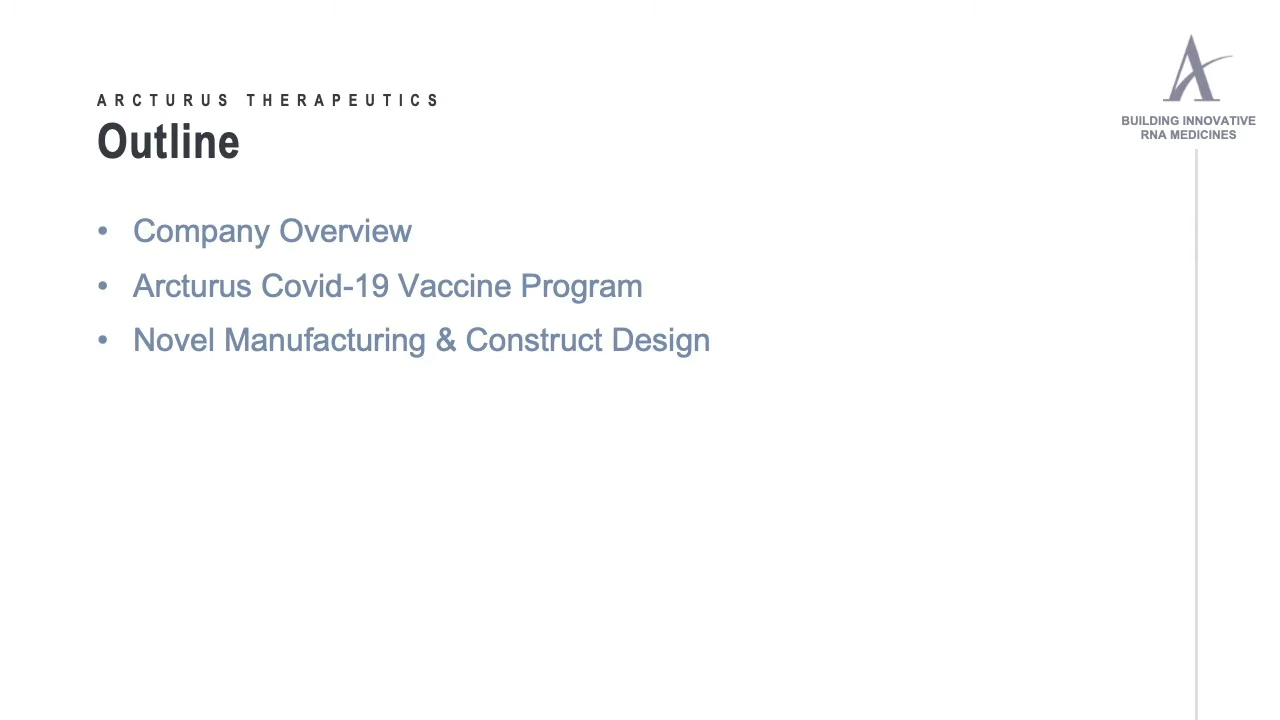 ARCTURUS THERAPEUTICS
Outline
BUILDING INNOVATIVE
RNA MEDICINES
• Company Overview
• Arcturus Covid-19 Vaccine Program
• Novel Manufacturing & Construct Design